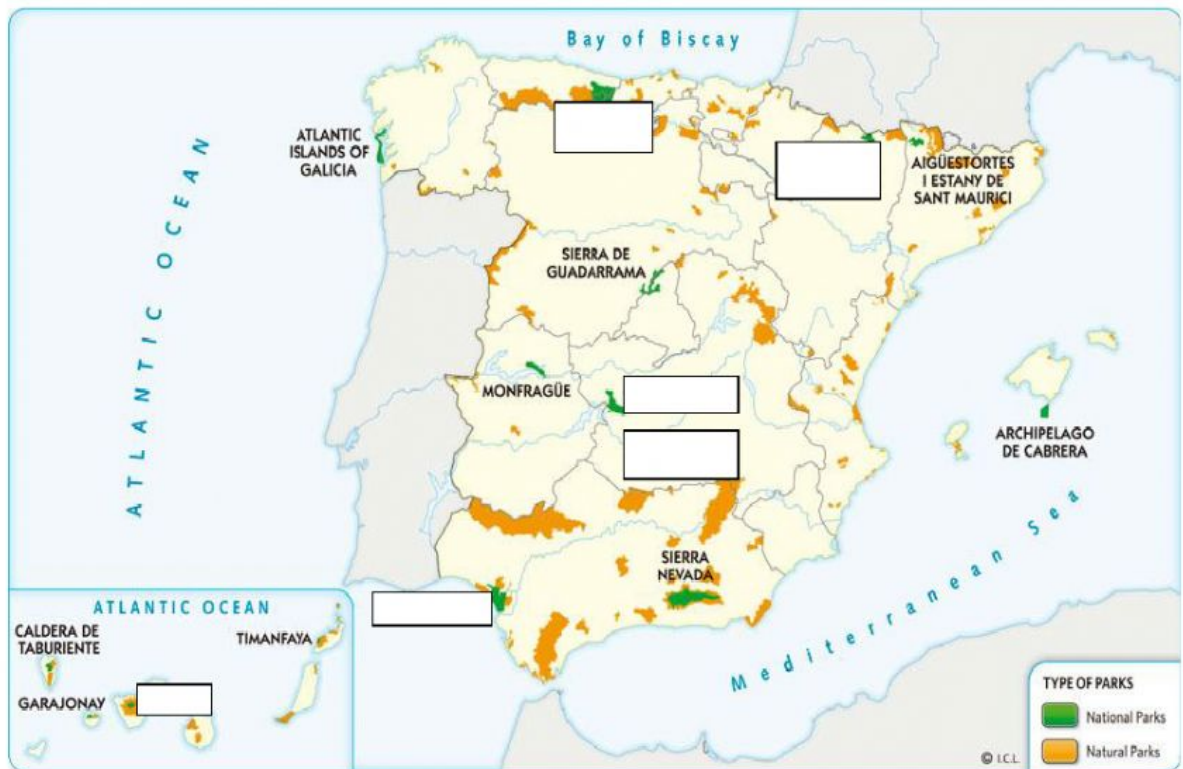 Bay of Biscay
ATLANTIC
ISLANDS OF
GALICIA
AIGÜESTORTES
I ESTANY DE
SANT MAURICI
ATLANTIC OCEAN
SIERRA DE
GUADARRAMA
MONFRAGÜE
ARCHIPELAGO
DE CABRERA
SIERRA
NEVADA
Mediterranean Sea
ATLANTIC OCEAN
CALDERA DE
TABURIENTE
TIMANFAYA
GARAJONAY
TYPE OF PARKS
National Parks
Natural Parks
© I.C.L.